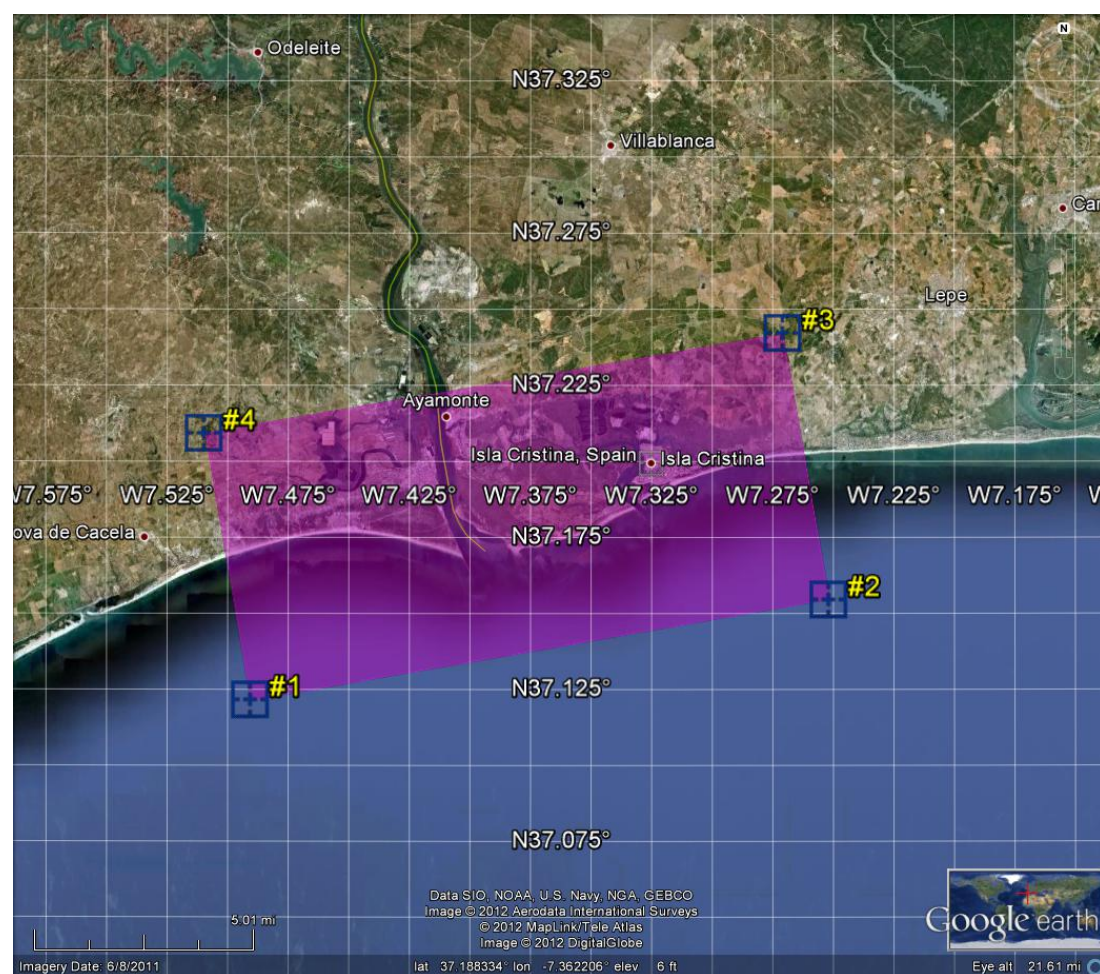 N
Odeleite
N37.325°
Villablanca
Car
N37.275°
Lepe
#3
N37.225°
Ayamonte
#4
Isla Cristina, Spain
Isla Cristina
W7.575° W7.525° W7.475° W7.425° W7.375° W7.325° W7.275° W7.225° W7.175° W
ova de Cacela
N37.175°
#2
#1
N37.125°
N37.075°
Data SIO, NOAA, U.S. Navy, NGA, GEBCO
Image © 2012 Aerodata International Surveys
© 2012 MapLink/Tele Atlas
Image © 2012 DigitalGlobe
5.01 mi
Google earth
Imagery Date: 6/8/2011
lat 37.188334° lon -7.362206° elev 6 ft
Eye alt 21.61 mi